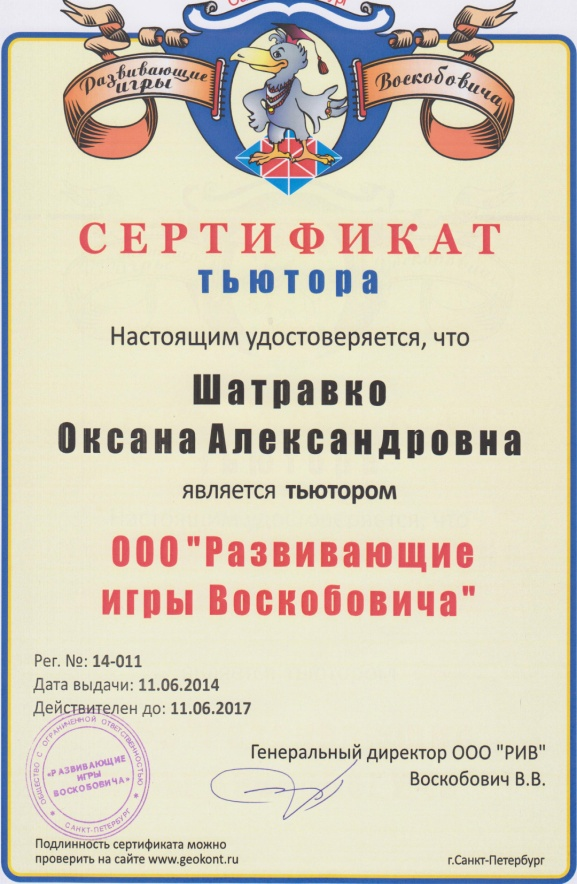 Развивающие
игры
Воскобовича
СЕРТИФИКАТ
тьютора
Настоящим удостоверяется, что
Шатравко
Оксана Александровна
является тьютором
ООО "Развивающие
игры Воскобовича"
Рег. №: 14-011
Дата выдачи: 11.06.2014
Действителен до: 11.06.2017
ОБЩЕСТВО С ОГРАНИЧЕННОЙ ОТВЕТСТВЕННОСТЬЮ
«РАЗВИВАЮЩИЕ
ИГРЫ
ВОСКОБОВИЧА»
САНКТ-ПЕТЕРБУРГ
Генеральный директор ООО "РИВ"
Воскобович В.В.
Подлинность сертификата можно
проверить на сайте www.geokont.ru
г.Санкт-Петербург